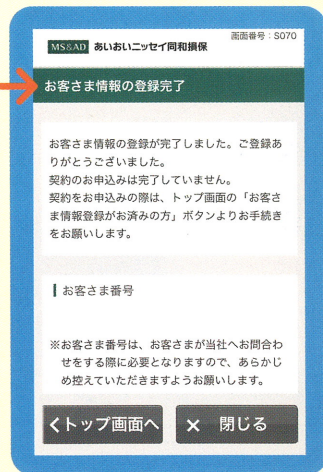 画面番号：S070
MS&AD あいおいニッセイ同和損保
お客さま情報の登録完了
お客さま情報の登録が完了しました。ご登録あ
りがとうございました。
契約のお申込みは完了していません。
契約をお申込みの際は、トップ画面の「お客さ
ま情報登録がお済みの方」ボタンよりお手続き
をお願いします。
お客さま番号
※お客さま番号は、お客さまが当社へお問合わ
せをする際に必要となりますので、あらかじ
め控えていただきますようお願いします。
くトップ画面へ × 閉じる